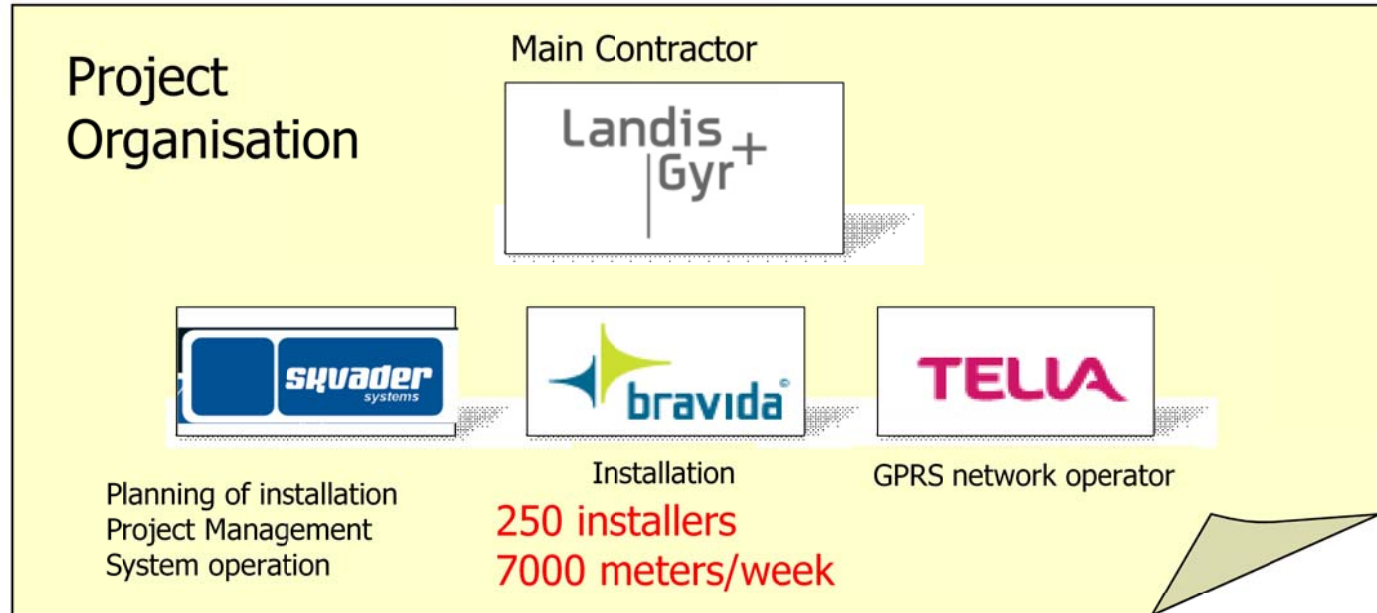 Project
Organisation
Main Contractor
Landis
Gyr+
skvader
systems
bravida
TELIA
Planning of installation
Project Management
System operation
Installation
250 installers
7000 meters/week
GPRS network operator